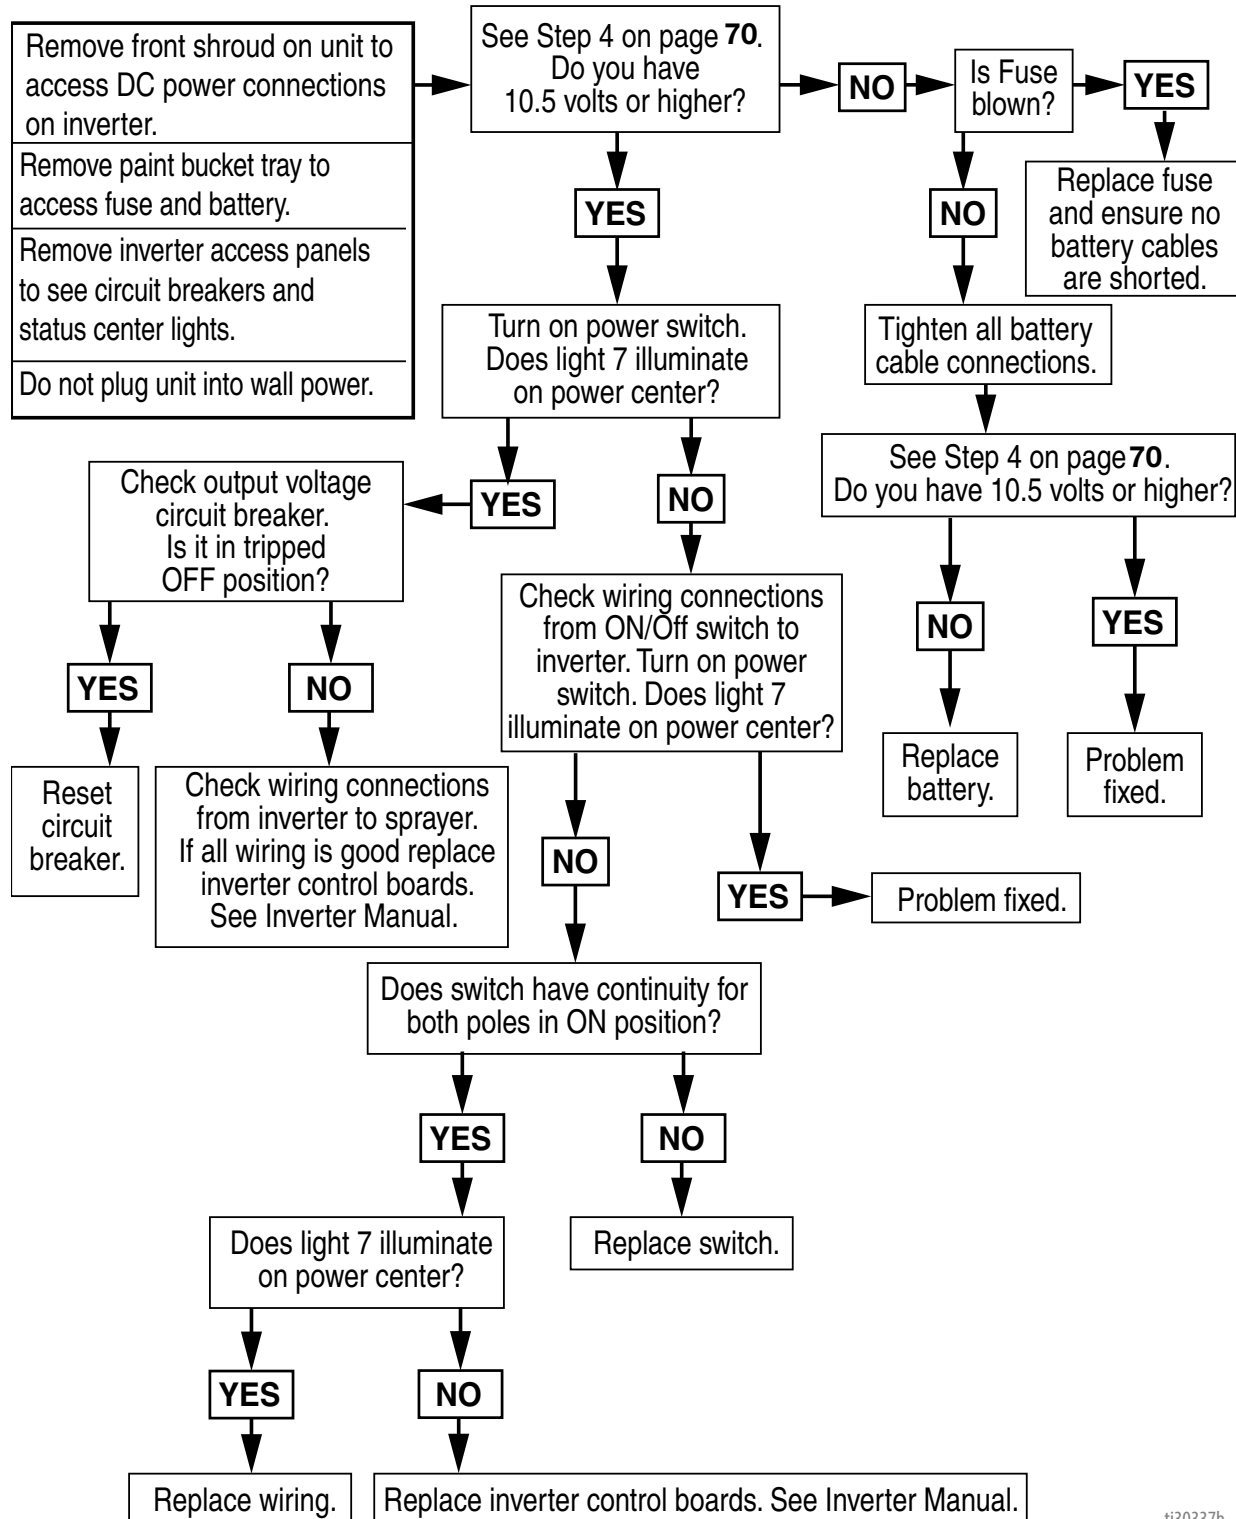 Remove front shroud on unit to
access DC power connections
on inverter.
Remove paint bucket tray to
access fuse and battery.
Remove inverter access panels
to see circuit breakers and
status center lights.
Do not plug unit into wall power.
See Step 4 on page 70.
Do you have
10.5 volts or higher?
NO
Is Fuse
blown?
YES
Replace fuse
and ensure no
battery cables
are shorted.
YES
NO
Turn on power switch.
Does light 7 illuminate
on power center?
Tighten all battery
cable connections.
See Step 4 on page 70.
Do you have 10.5 volts or higher?
Check output voltage
circuit breaker.
Is it in tripped
OFF position?
YES
NO
Check wiring connections
from ON/Off switch to
inverter. Turn on power
switch. Does light 7
illuminate on power center?
NO
YES
YES
NO
Replace
battery.
Problem
fixed.
Reset
circuit
breaker.
Check wiring connections
from inverter to sprayer.
If all wiring is good replace
inverter control boards.
See Inverter Manual.
NO
YES
Problem fixed.
Does switch have continuity for
both poles in ON position?
YES
NO
Does light 7 illuminate
on power center?
Replace switch.
YES
NO
Replace wiring.
Replace inverter control boards. See Inverter Manual.